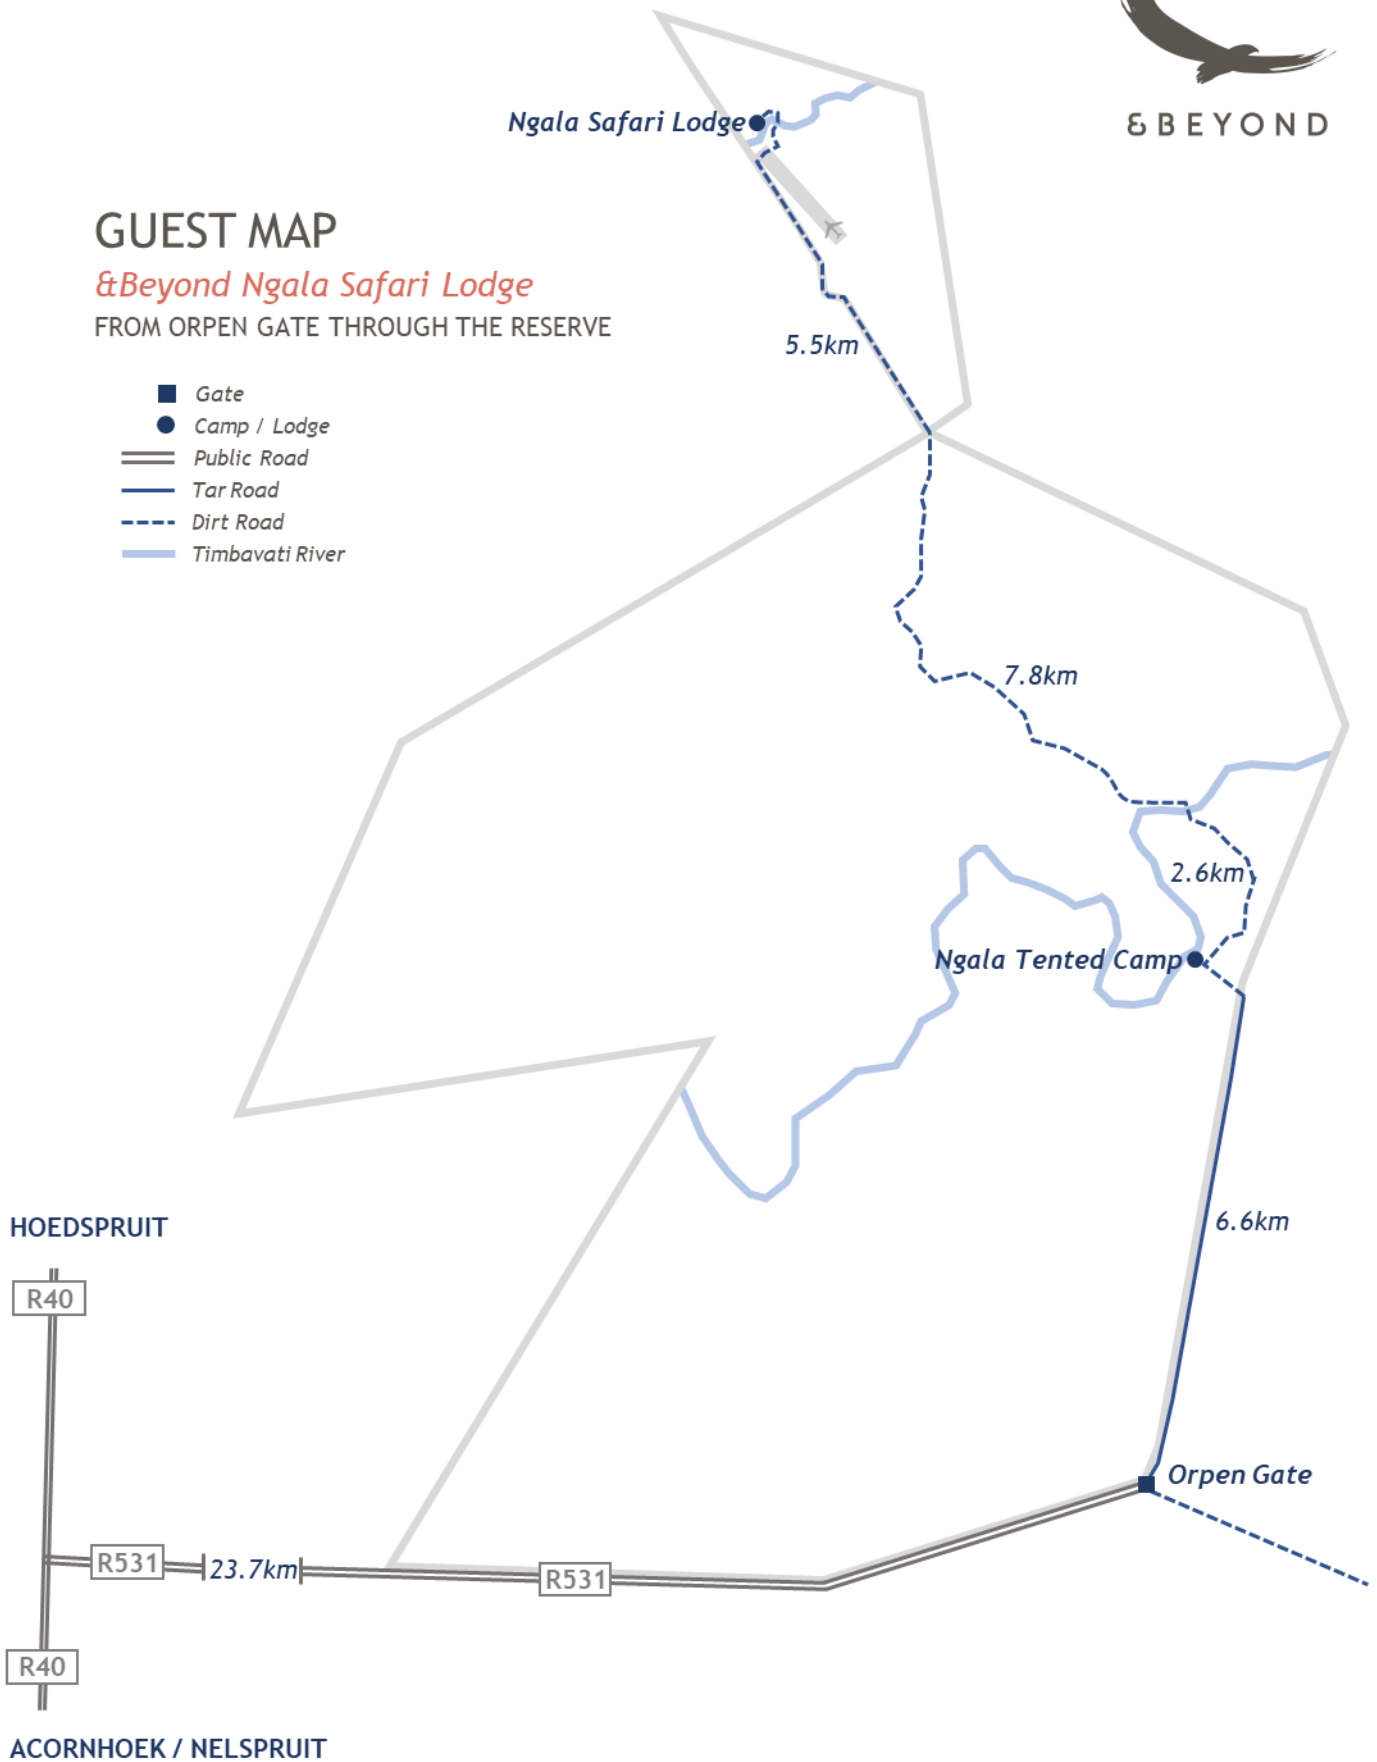 &BEYOND
Ngala Safari Lodge
GUEST MAP
&Beyond Ngala Safari Lodge
FROM ORPEN GATE THROUGH THE RESERVE
5.5km
Gate
Camp / Lodge
Public Road
Tar Road
Dirt Road
Timbavati River
7.8km
2.6km
Ngala Tented Camp
6.6km
HOEDSPRUIT
R40
Orpen Gate
R531
23.7km
R531
R40
ACORNHOEK / NELSPRUIT